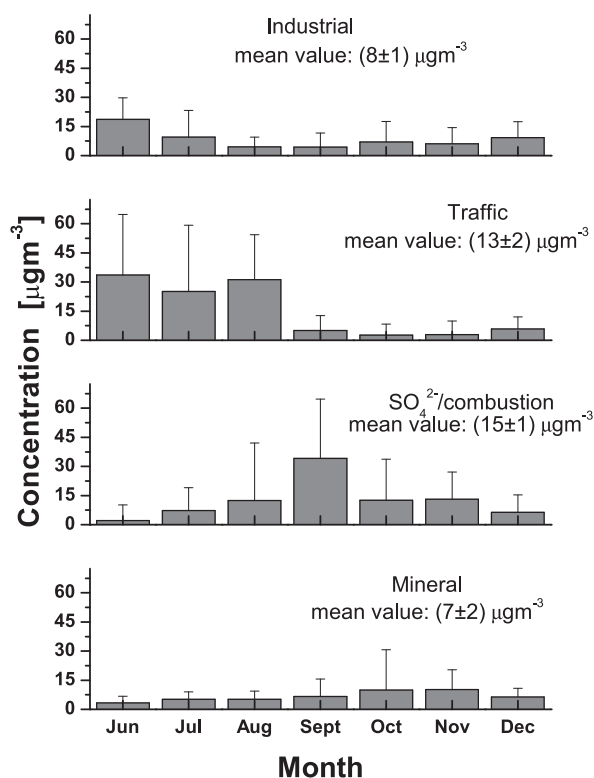 Concentration [µgm⁻³]
Industrial
mean value: (8±1) µgm⁻³
60
45
30
15
0
Traffic
mean value: (13±2) µgm⁻³
60
45
30
15
0
SO₄²⁻/combustion
mean value: (15±1) µgm⁻³
60
45
30
15
0
Mineral
mean value: (7±2) µgm⁻³
60
45
30
15
0
Jun Jul Aug Sept Oct Nov Dec
Month